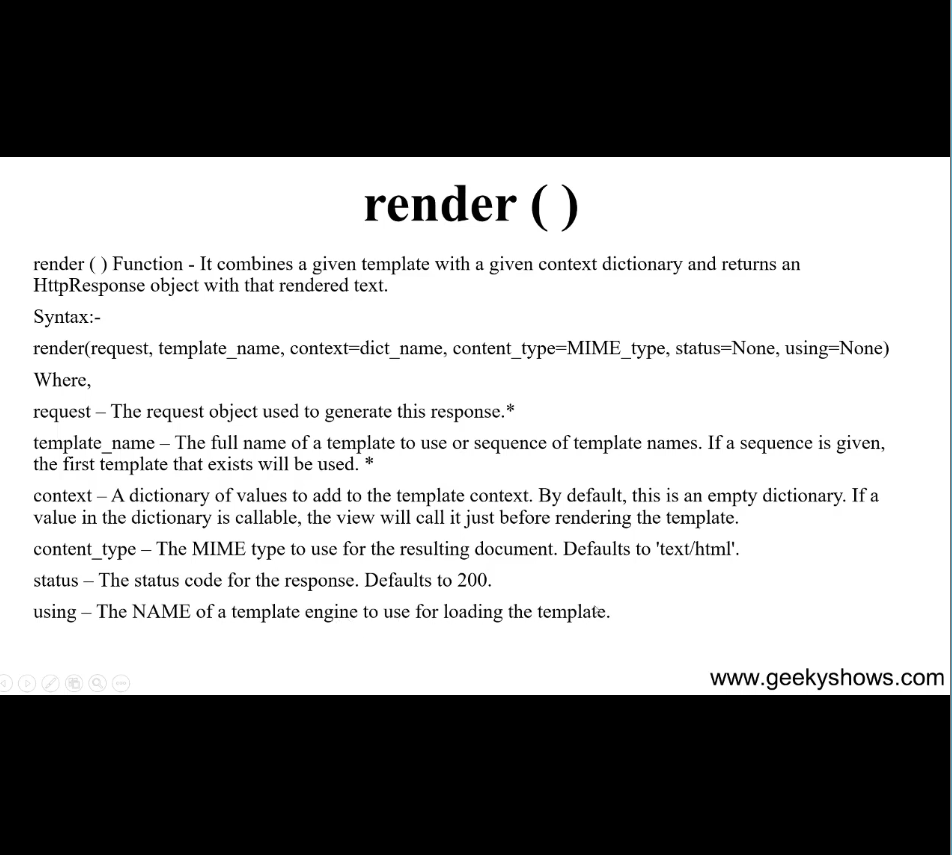 render ( )
render ( ) Function - It combines a given template with a given context dictionary and returns an
HttpResponse object with that rendered text.
Syntax:-
render(request, template_name, context=dict_name, content_type=MIME_type, status=None, using=None)
Where,
request – The request object used to generate this response.*
template_name – The full name of a template to use or sequence of template names. If a sequence is given,
the first template that exists will be used. *
context – A dictionary of values to add to the template context. By default, this is an empty dictionary. If a
value in the dictionary is callable, the view will call it just before rendering the template.
content_type – The MIME type to use for the resulting document. Defaults to 'text/html'.
status – The status code for the response. Defaults to 200.
using – The NAME of a template engine to use for loading the template.
www.geekyshows.com